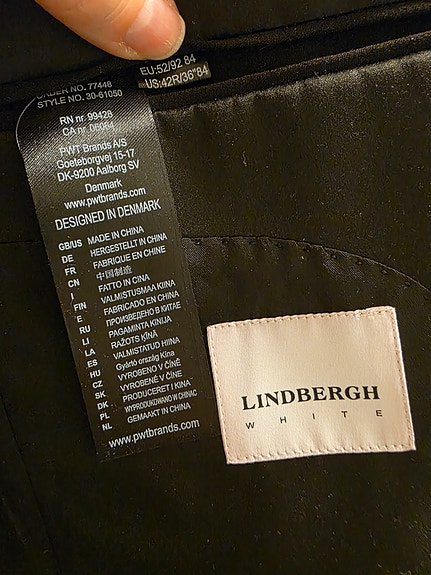 EU:52/92 84
US:42R/36"84
ORDER NO. 77448
STYLE NO. 30-61050
RN nr. 99428
CA nr. 06064
PWT Brands A/S
Goeteborgvej 15-17
DK-9200 Aalborg SV
Denmark
www.pwtbrands.com
DESIGNED IN DENMARK
GB/US MADE IN CHINA
DE HERGESTELLT IN CHINA
FR FABRIQUE EN CHINE
CN 中国制造
I FATTO IN CINA
FIN VALMISTUSMAA KIINA
E FABRICADO EN CHINA
RU ПРОИЗВЕДЕНО В КИТАЕ
LI PAGAMINTA KINIJA
LA RAŽOTS ĶĪNĀ
ES VALMISTATUD HIINA
HU Gyártó ország Kína
CZ VYROBENO V ČÍNĚ
SK VYROBENÉ V ČÍNE
DK PRODUCERET I KINA
PL WYPRODUKOWANO W CHINAC
NL GEMAAKT IN CHINA
www.pwtbrands.com
LINDBERGH
WHITE